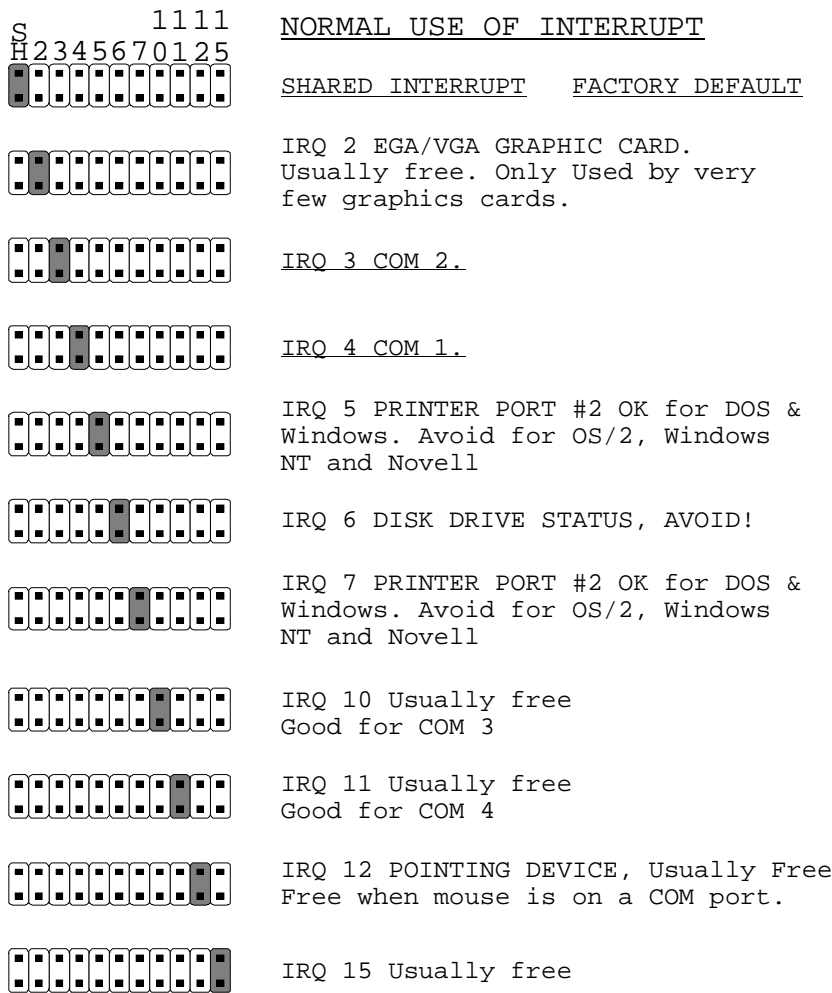 S 1111
H2345670125
NORMAL USE OF INTERRUPT
SHARED INTERRUPT FACTORY DEFAULT
IRQ 2 EGA/VGA GRAPHIC CARD.
Usually free. Only Used by very
few graphics cards.
IRQ 3 COM 2.
IRQ 4 COM 1.
IRQ 5 PRINTER PORT #2 OK for DOS &
Windows. Avoid for OS/2, Windows
NT and Novell
IRQ 6 DISK DRIVE STATUS, AVOID!
IRQ 7 PRINTER PORT #2 OK for DOS &
Windows. Avoid for OS/2, Windows
NT and Novell
IRQ 10 Usually free
Good for COM 3
IRQ 11 Usually free
Good for COM 4
IRQ 12 POINTING DEVICE, Usually Free
Free when mouse is on a COM port.
IRQ 15 Usually free